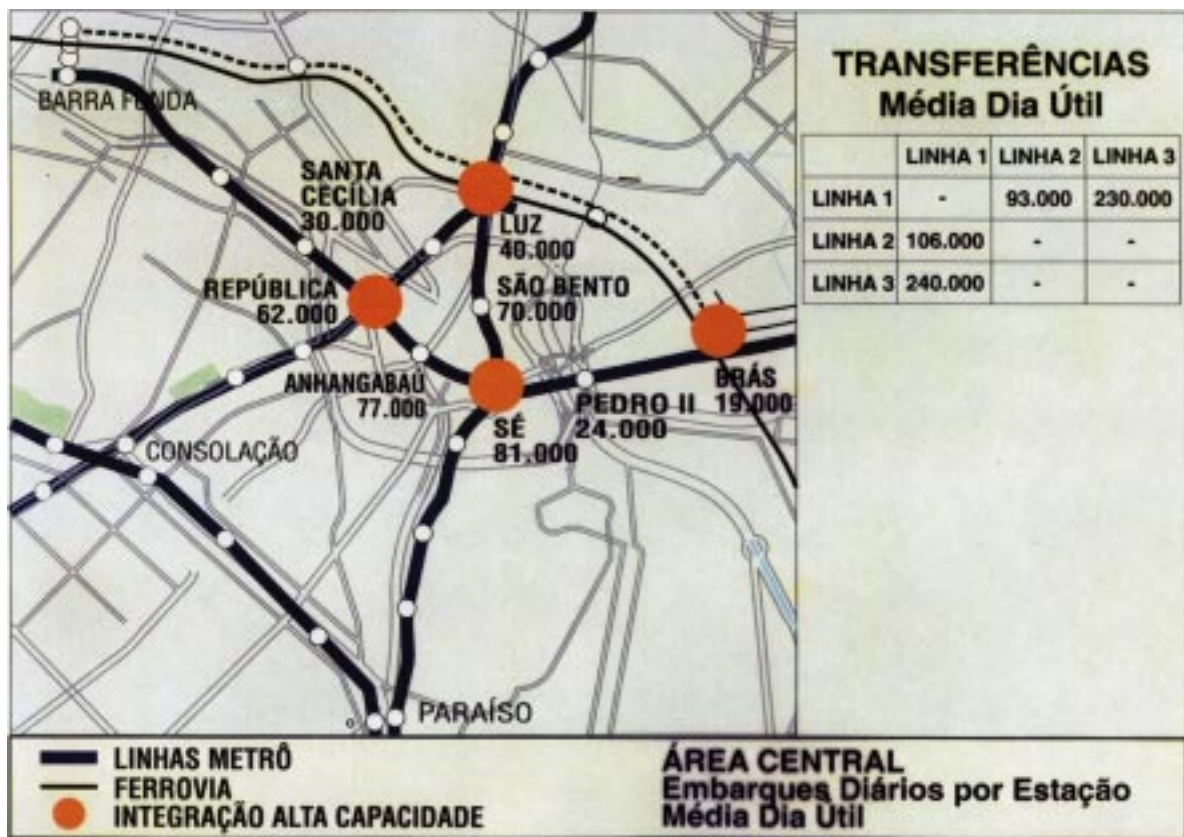 BARRA FUNDA
SANTA
CECÍLIA
30.000
LUZ
40.000
REPÚBLICA
62.000
SÃO BENTO
70.000
ANHANGABAÚ
77.000
SÉ
81.000
PEDRO II
24.000
BRÁS
19.000
CONSOLAÇÃO
PARAÍSO
TRANSFERÊNCIAS
Média Dia Útil
LINHA 1 LINHA 2 LINHA 3
LINHA 1 - 93.000 230.000
LINHA 2 106.000 - -
LINHA 3 240.000 - -
LINHAS METRÔ
FERROVIA
INTEGRAÇÃO ALTA CAPACIDADE
ÁREA CENTRAL
Embarques Diários por Estação
Média Dia Útil